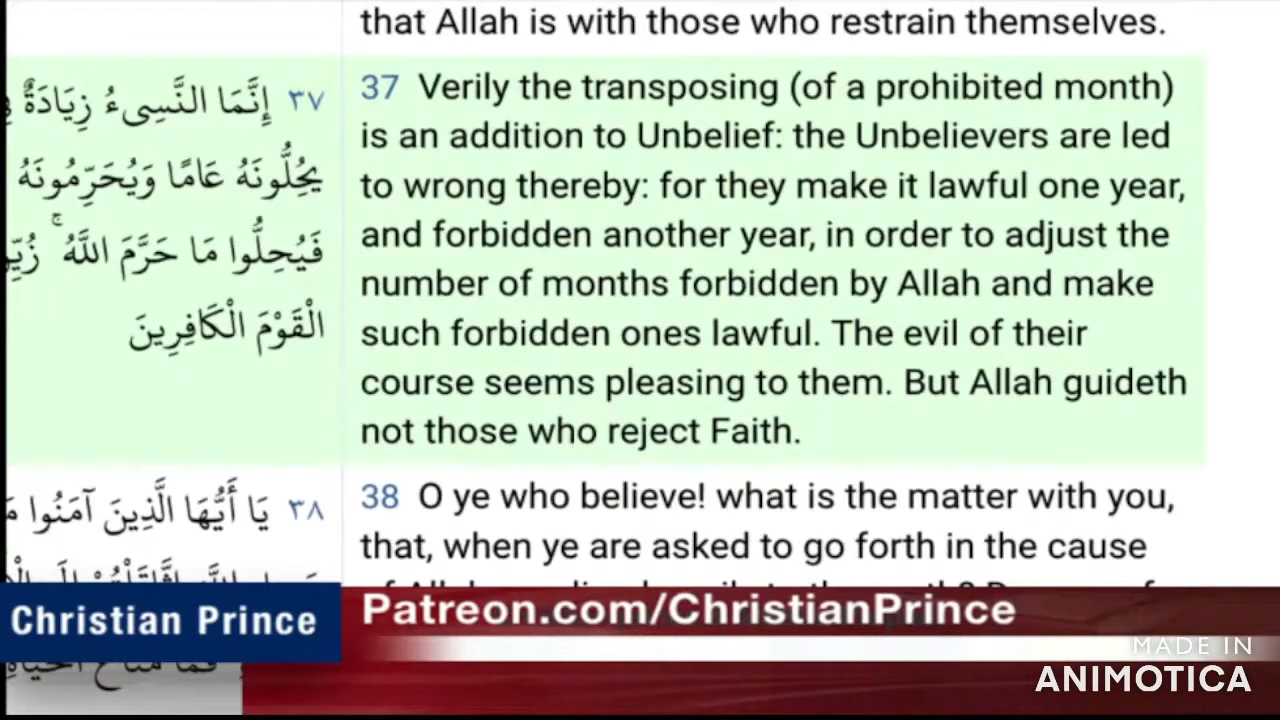 that Allah is with those who restrain themselves.
٣٧ إِنَّمَا النَّسِيءُ زِيَادَةٌ
يُحِلُّونَهُ عَامًا وَيُحَرِّمُونَهُ
فَيُحِلُّوا مَا حَرَّمَ اللَّهُ ۚ
الْقَوْمَ الْكَافِرِينَ
37 Verily the transposing (of a prohibited month)
is an addition to Unbelief: the Unbelievers are led
to wrong thereby: for they make it lawful one year,
and forbidden another year, in order to adjust the
number of months forbidden by Allah and make
such forbidden ones lawful. The evil of their
course seems pleasing to them. But Allah guideth
not those who reject Faith.
٣٨ يَا أَيُّهَا الَّذِينَ آمَنُوا
38 O ye who believe! what is the matter with you,
that, when ye are asked to go forth in the cause
Christian Prince
Patreon.com/ChristianPrince
MADE IN
ANIMOTICA